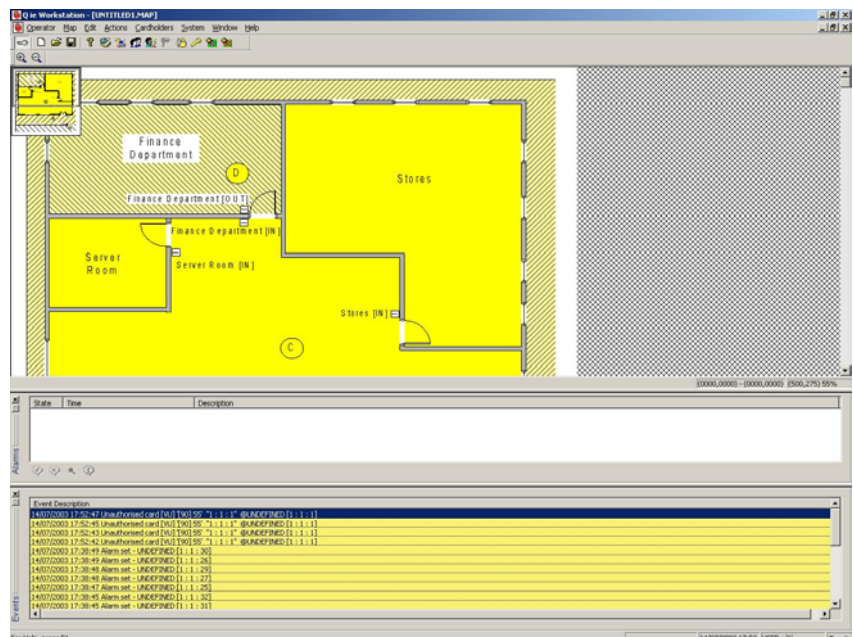 Q ie Workstation - [UNTITLED1.MAP]
Operator Map Edit Actions Cardholders System Window Help
Finance
Department
D
Stores
Finance Department [OUT]
Finance Department [IN]
Server
Room
Server Room [IN]
Stores [IN]
C
(0000,0000) - (0000,0000) (500,275) 55%
State Time Description
Alarms
Event Description
14/07/2003 17:52:47 Unauthorised card [VU] '[90] 55' "1 : 1 : 1" @UNDEFINED [1 : 1 : 1]
14/07/2003 17:52:45 Unauthorised card [VU] '[90] 55' "1 : 1 : 1" @UNDEFINED [1 : 1 : 1]
14/07/2003 17:52:43 Unauthorised card [VU] '[90] 55' "1 : 1 : 1" @UNDEFINED [1 : 1 : 1]
14/07/2003 17:52:42 Unauthorised card [VU] '[90] 55' "1 : 1 : 1" @UNDEFINED [1 : 1 : 1]
14/07/2003 17:38:49 Alarm set - UNDEFINED [1 : 1 : 30]
14/07/2003 17:38:49 Alarm set - UNDEFINED [1 : 1 : 26]
14/07/2003 17:38:48 Alarm set - UNDEFINED [1 : 1 : 29]
14/07/2003 17:38:48 Alarm set - UNDEFINED [1 : 1 : 27]
14/07/2003 17:38:47 Alarm set - UNDEFINED [1 : 1 : 25]
14/07/2003 17:38:45 Alarm set - UNDEFINED [1 : 1 : 32]
14/07/2003 17:38:45 Alarm set - UNDEFINED [1 : 1 : 31]
Events